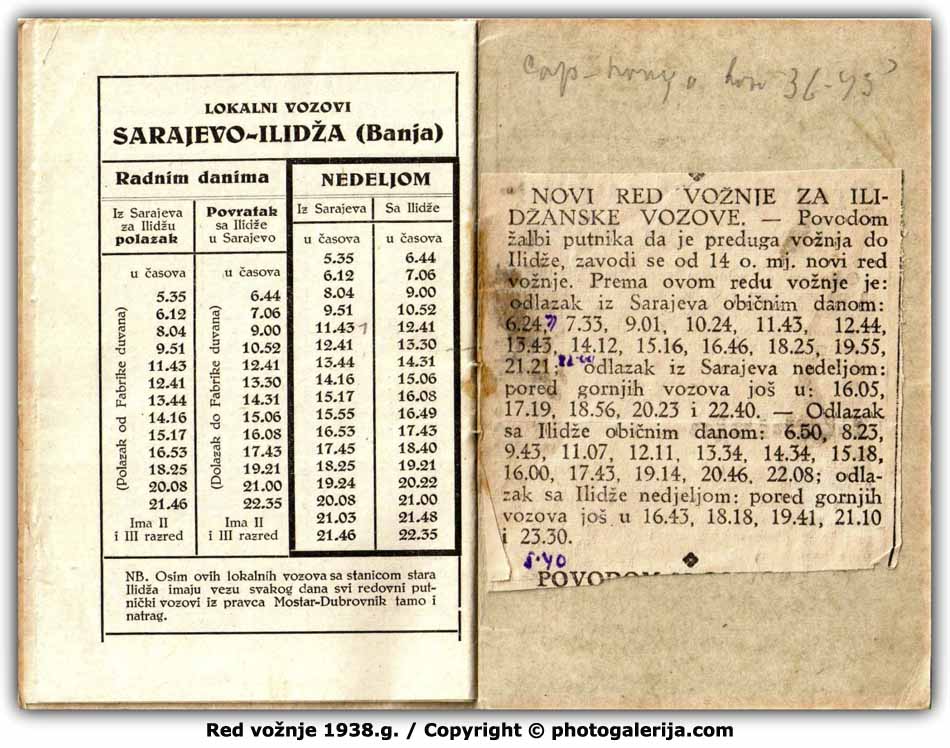 LOKALNI VOZOVI
SARAJEVO-ILIDŽA (Banja)
Radnim danima
Iz Sarajeva
za Ilidžu
polazak
Povratak
sa Ilidže
u Sarajevo
u časova
u časova
(Polazak od Fabrike duvana)
(Dolazak do Fabrike duvana)
5.35 6.44
6.12 7.06
8.04 9.00
9.51 10.52
11.43 12.41
12.41 13.30
13.44 14.31
14.16 15.06
15.17 16.08
16.53 17.43
18.25 19.21
20.08 21.00
21.46 22.35
Ima II
i III razred
Ima II
i III razred
NEDELJOM
Iz Sarajeva Sa Ilidže
u časova u časova
5.35 6.44
6.12 7.06
8.04 9.00
9.51 10.52
11.43 12.41
12.41 13.30
13.44 14.31
14.16 15.06
15.17 16.08
15.55 16.49
16.53 17.43
17.45 18.40
18.25 19.21
19.24 20.22
20.08 21.00
21.03 21.48
21.46 22.35
NB. Osim ovih lokalnih vozova sa stanicom stara
Ilidža imaju vezu svakog dana svi redovni put-
nički vozovi iz pravca Mostar-Dubrovnik tamo i
natrag.
36-45
NOVI RED VOŽNJE ZA ILI-
DŽANSKE VOZOVE. — Povodom
žalbi putnika da je preduga vožnja do
Ilidže, zavodi se od 14 o. mj. novi red
vožnje. Prema ovom redu vožnje je:
odlazak iz Sarajeva običnim danom:
6.24, 7.33, 9.01, 10.24, 11.43, 12.44,
13.43, 14.12, 15.16, 16.46, 18.25, 19.55,
21.21; odlazak iz Sarajeva nedeljom:
pored gornjih vozova još u: 16.05,
17.19, 18.56, 20.23 i 22.40. — Odlazak
sa Ilidže običnim danom: 6.50, 8.23,
9.43, 11.07, 12.11, 13.34, 14.34, 15.18,
16.00, 17.43, 19.14, 20.46, 22.08; odla-
zak sa Ilidže nedjeljom: pored gornjih
vozova još u 16.43, 18.18, 19.41, 21.10
i 23.30.
5.40
POVODOM
Red vožnje 1938.g. / Copyright © photogalerija.com